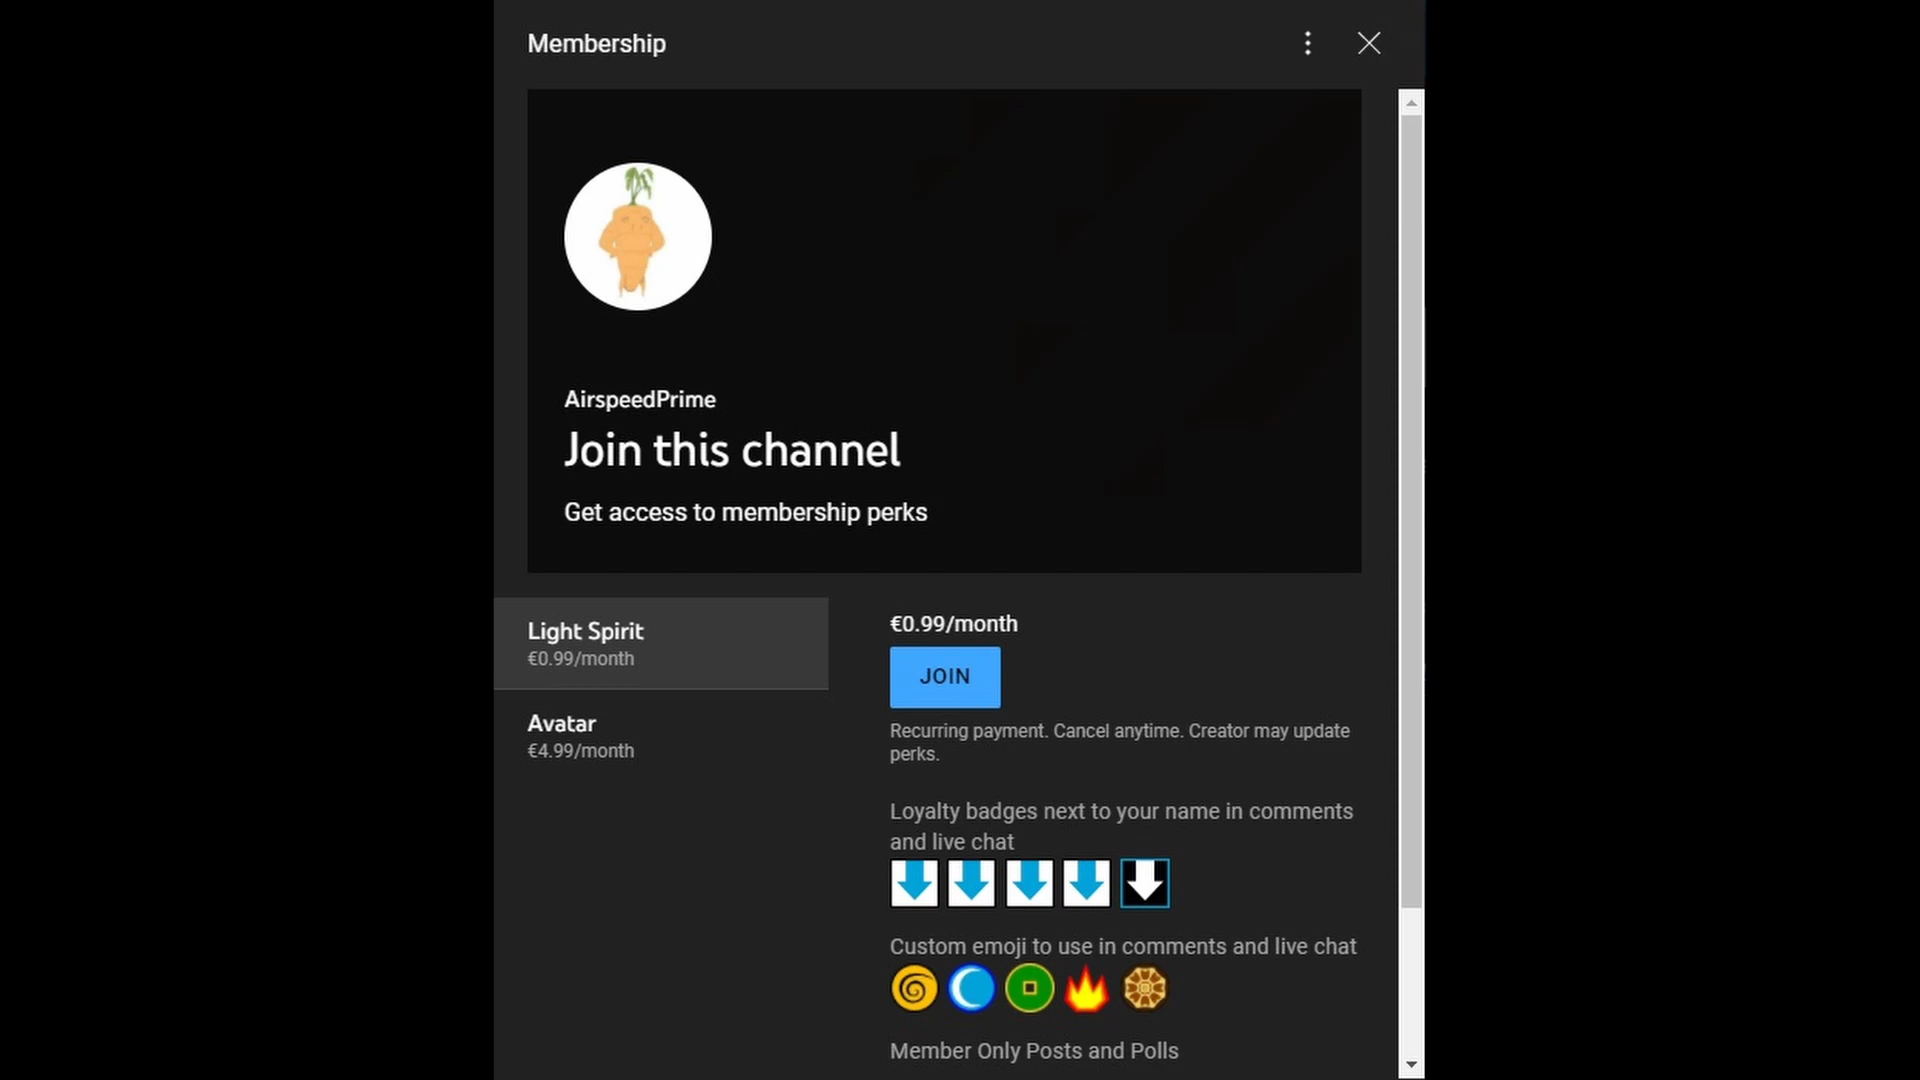 Membership
AirspeedPrime
Join this channel
Get access to membership perks
Light Spirit
€0.99/month
Avatar
€4.99/month
€0.99/month
JOIN
Recurring payment. Cancel anytime. Creator may update
perks.
Loyalty badges next to your name in comments
and live chat
Custom emoji to use in comments and live chat
Member Only Posts and Polls